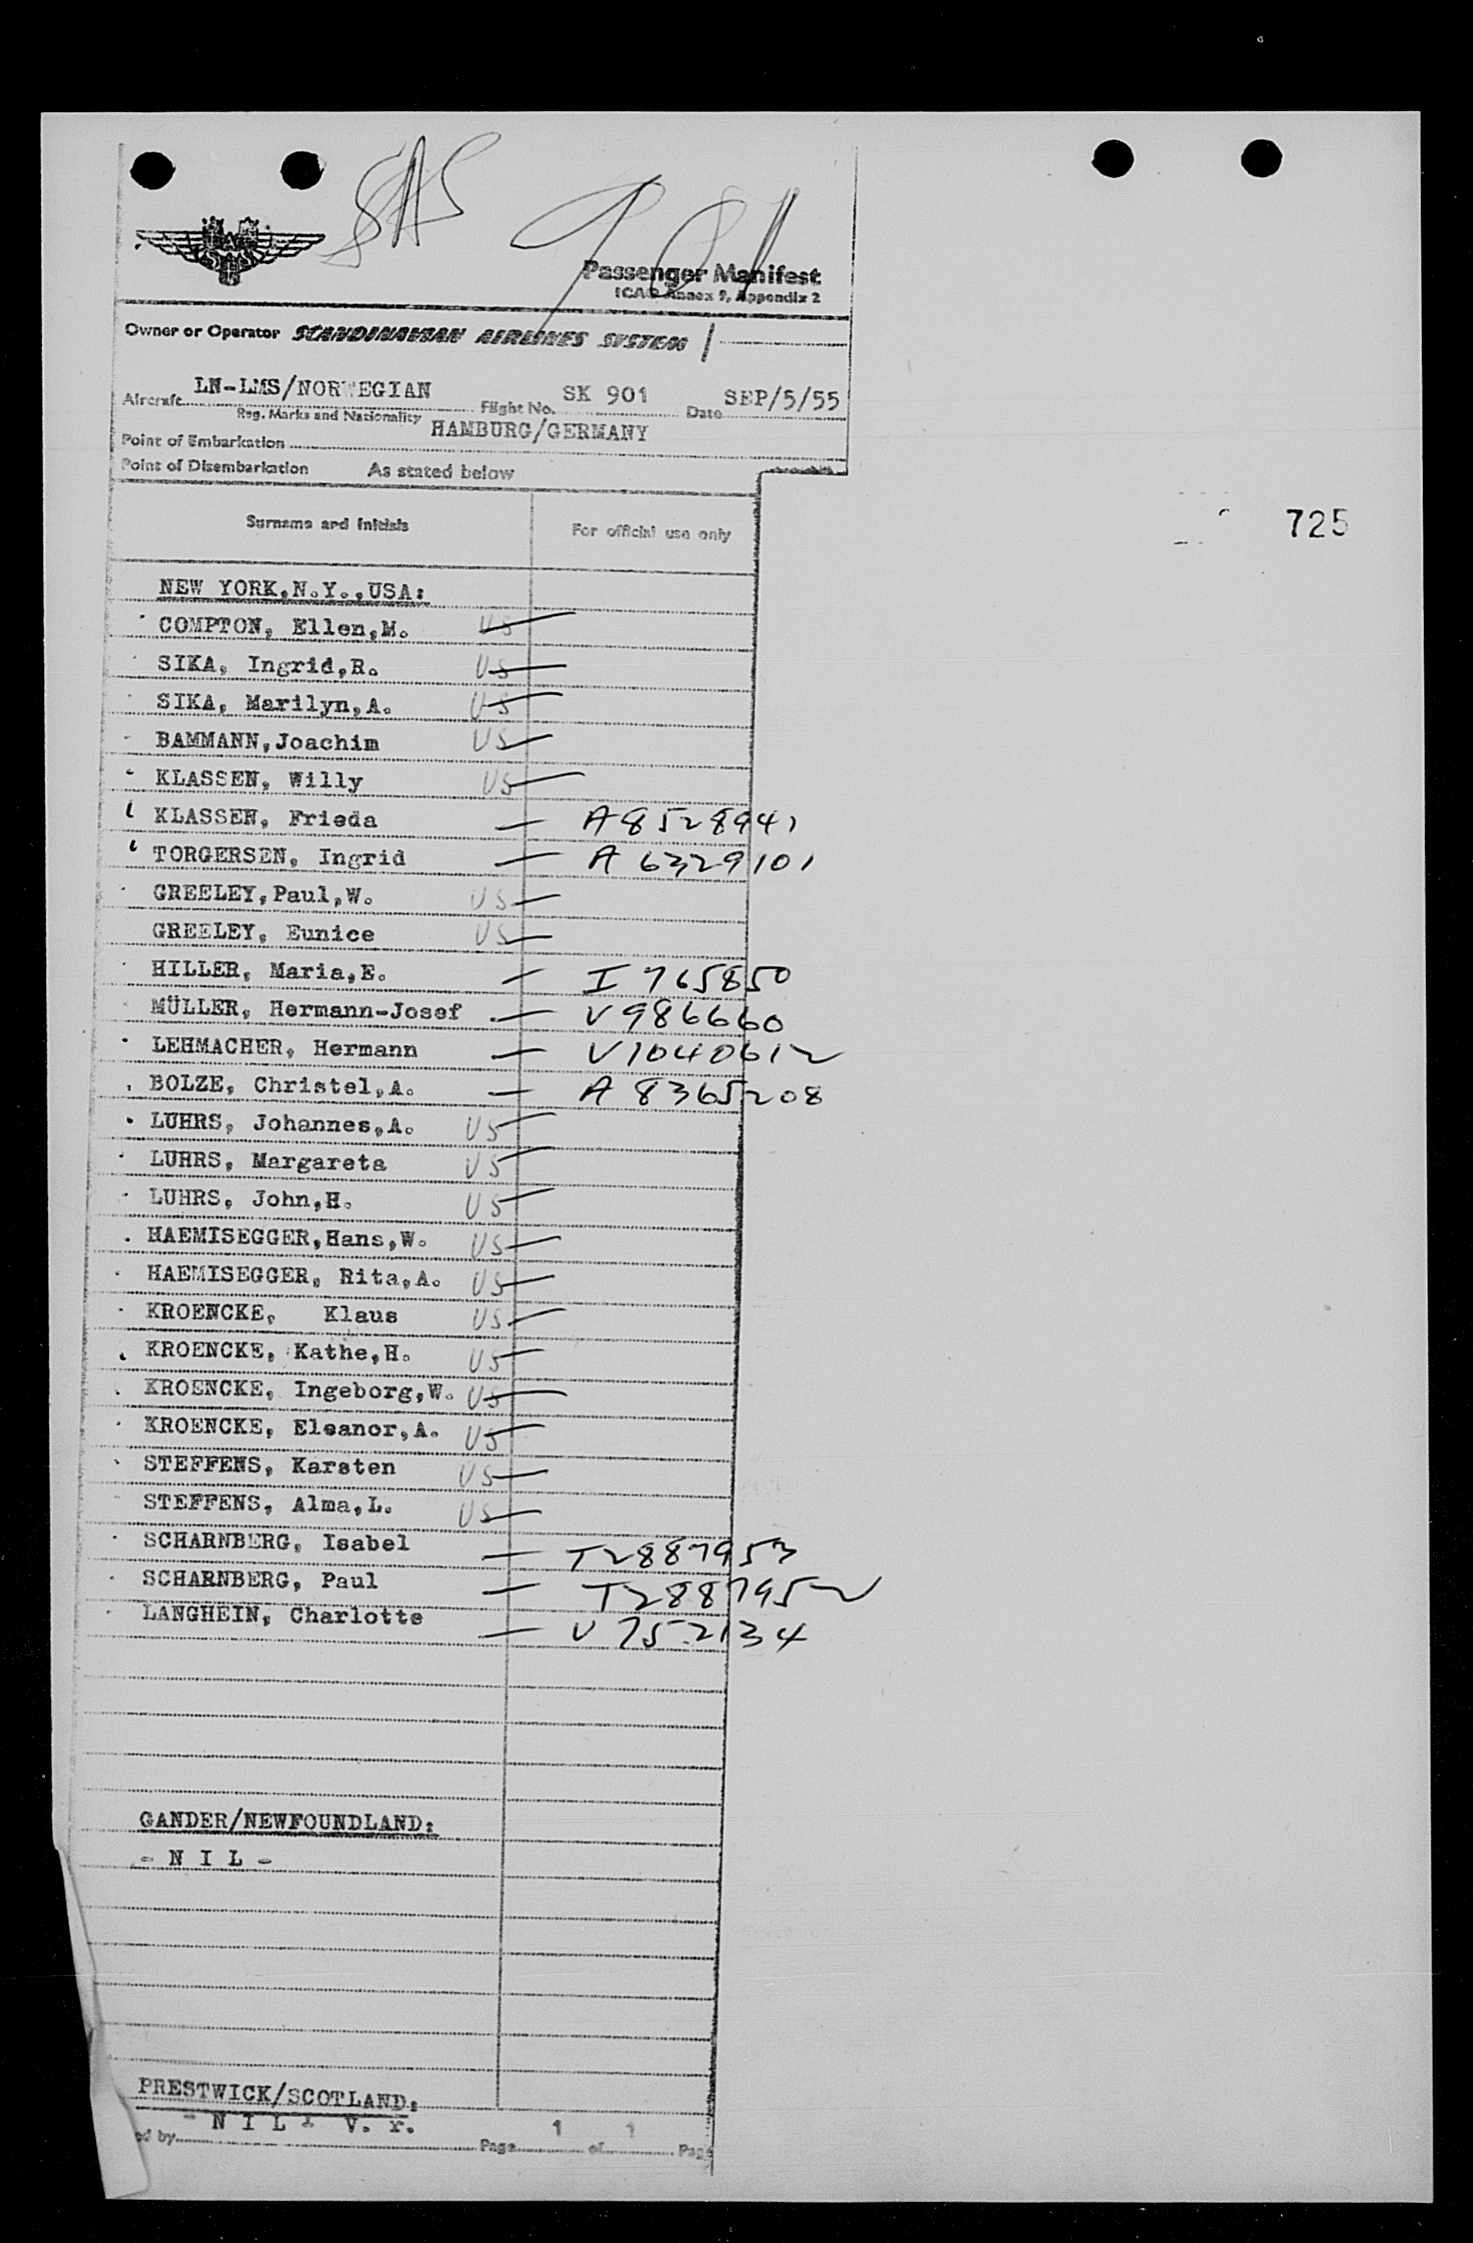 SAS
901
Passenger Manifest
ICAO Annex 9, Appendix 2
Owner or Operator SCANDINAVIAN AIRLINES SYSTEM
Aircraft LN-LMS/NORWEGIAN Flight No. SK 901 Date SEP/5/55
Reg. Marks and Nationality
Point of Embarkation HAMBURG/GERMANY
Point of Disembarkation As stated below
725
Surname and initials For official use only
NEW YORK,N.Y.,USA:
COMPTON, Ellen,M. US
SIKA, Ingrid,R. US
SIKA, Marilyn,A. US
BAMMANN,Joachim US
KLASSEN, Willy US
KLASSEN, Frieda — A8528941
TORGERSEN, Ingrid — A 6329101
GREELEY,Paul,W. US
GREELEY, Eunice US
HILLER, Maria,E. — I 765850
MÜLLER, Hermann-Josef — V986660
LEHMACHER, Hermann — V1040612
BOLZE, Christel,A. — A 8365208
LUHRS, Johannes,A. US
LUHRS, Margareta US
LUHRS, John,H. US
HAEMISEGGER,Hans,W. US
HAEMISEGGER, Rita,A. US
KROENCKE, Klaus US
KROENCKE, Kathe,H. US
KROENCKE, Ingeborg,W. US
KROENCKE, Eleanor,A. US
STEFFENS, Karsten US
STEFFENS, Alma,L. US
SCHARNBERG, Isabel — T2887953
SCHARNBERG, Paul — T2887952
LANGHEIN, Charlotte — V752134
GANDER/NEWFOUNDLAND:
- N I L -
PRESTWICK/SCOTLAND:
- N I L - V. r.
ed by Page 1 of 1 Page